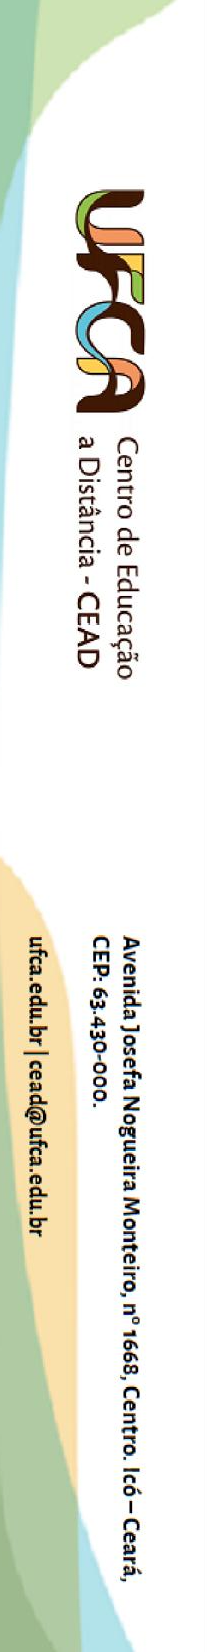 UFCA
Centro de Educação
a Distância - CEAD
Avenida Josefa Nogueira Monteiro, nº 1668, Centro. Icó – Ceará,
CEP: 63.430-000.
ufca.edu.br | cead@ufca.edu.br